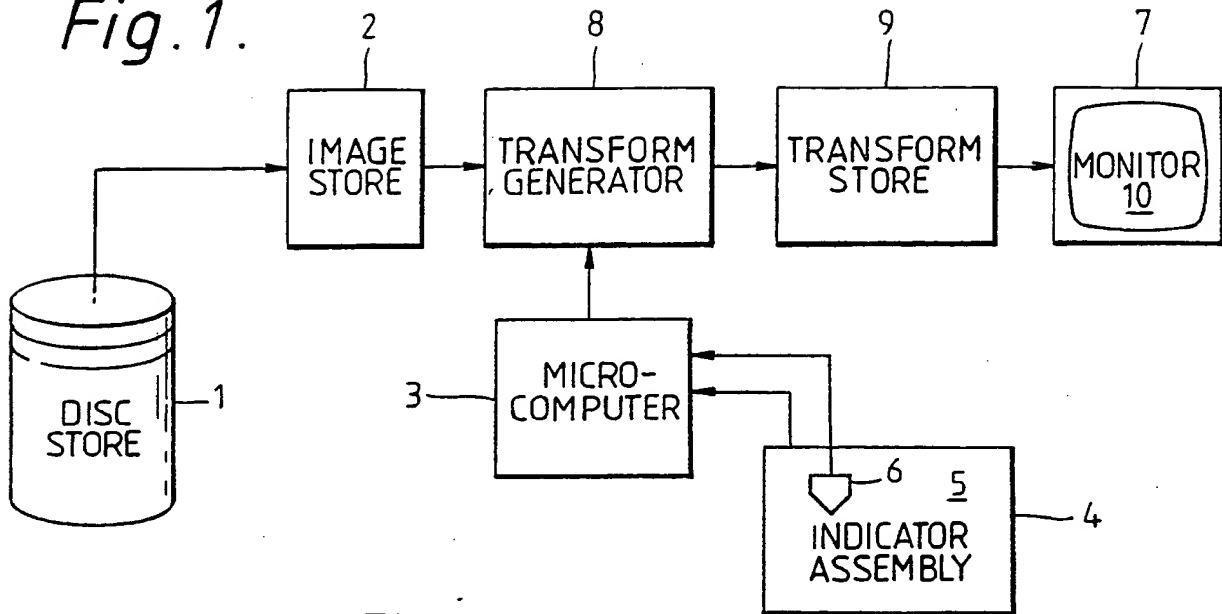 Fig. 1.
2
8
9
7
IMAGE
STORE
TRANSFORM
GENERATOR
TRANSFORM
STORE
MONITOR
10
DISC
STORE
1
3
MICRO-
COMPUTER
6
5
4
INDICATOR
ASSEMBLY